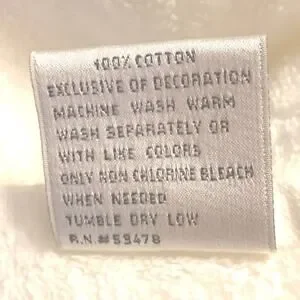 100% COTTON
EXCLUSIVE OF DECORATION
MACHINE WASH WARM
WASH SEPARATELY OR
WITH LIKE COLORS
ONLY NON CHLORINE BLEACH
WHEN NEEDED
TUMBLE DRY LOW
R.N.#59478